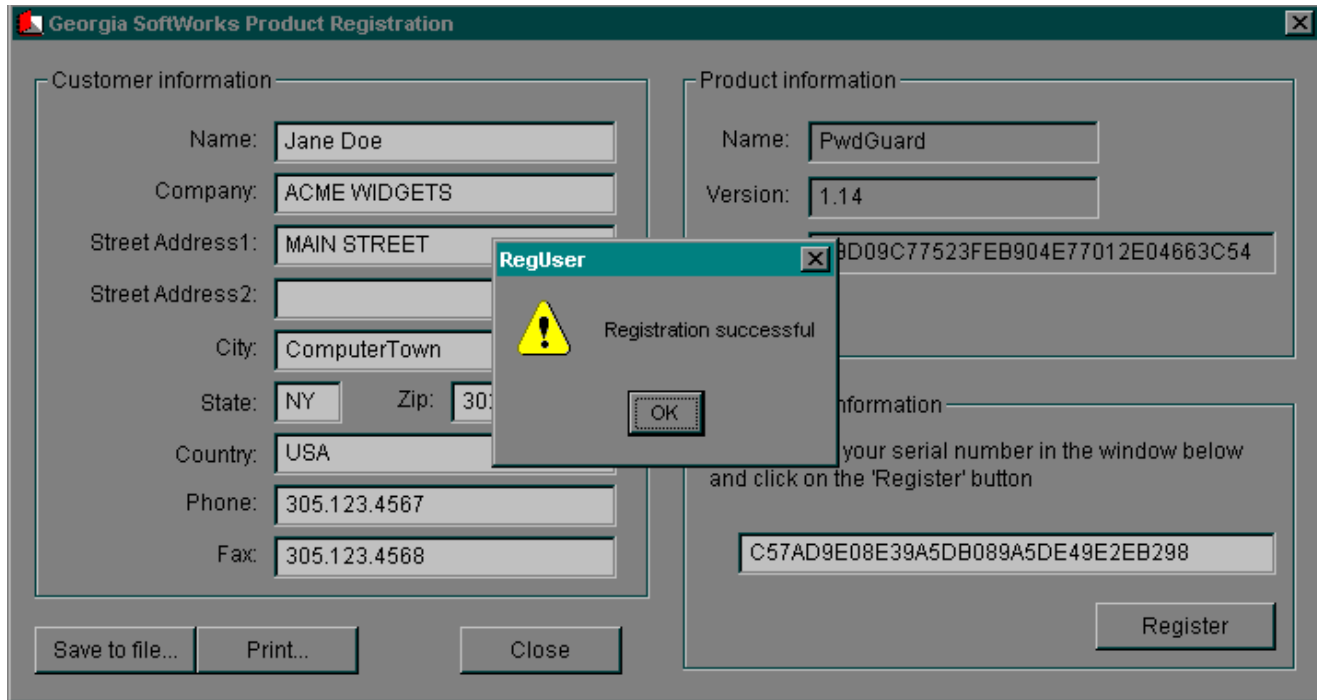 Georgia SoftWorks Product Registration
Customer information
Name: Jane Doe
Company: ACME WIDGETS
Street Address1: MAIN STREET
Street Address2:
City: ComputerTown
State: NY Zip:
Country: USA
Phone: 305.123.4567
Fax: 305.123.4568
Save to file... Print... Close
Product information
Name: PwdGuard
Version: 1.14
D09C77523FEB904E77012E04663C54
RegUser
Registration successful
OK
your serial number in the window below
and click on the 'Register' button
C57AD9E08E39A5DB089A5DE49E2EB298
Register